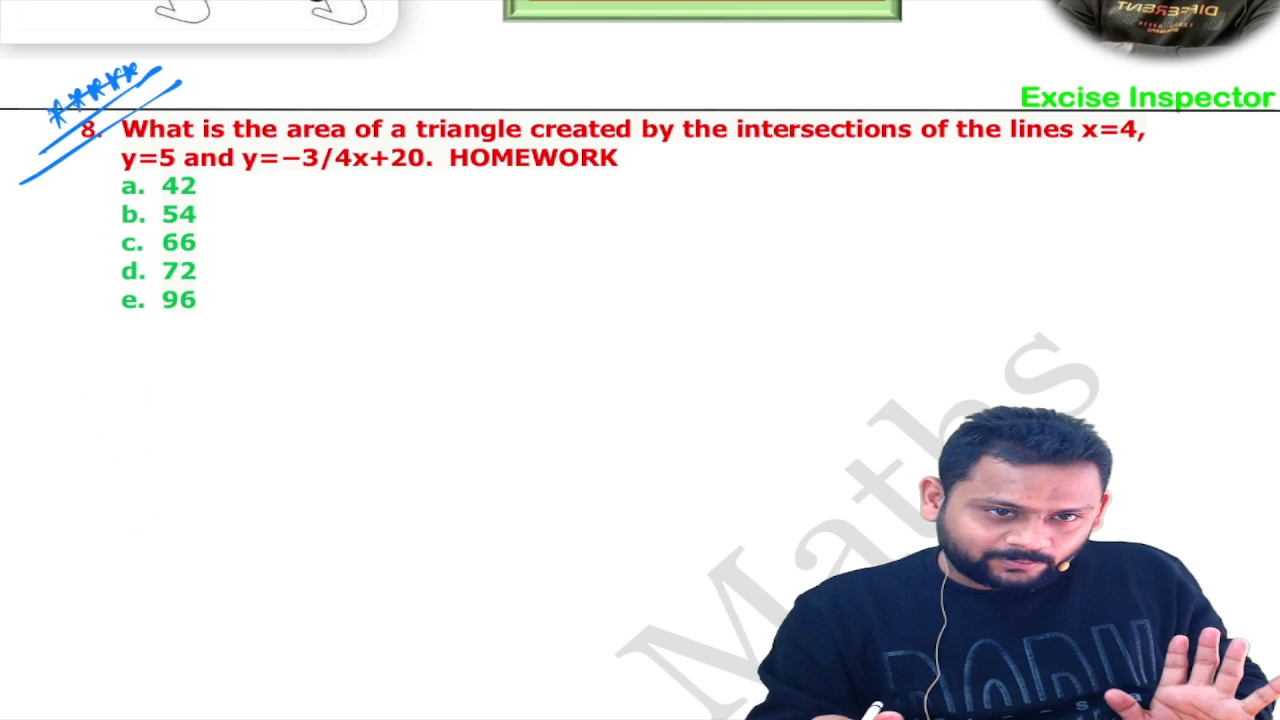 DIFFERENT
Excise Inspector
8. What is the area of a triangle created by the intersections of the lines x=4,
y=5 and y=−3/4x+20. HOMEWORK
a. 42
b. 54
c. 66
d. 72
e. 96
Maths